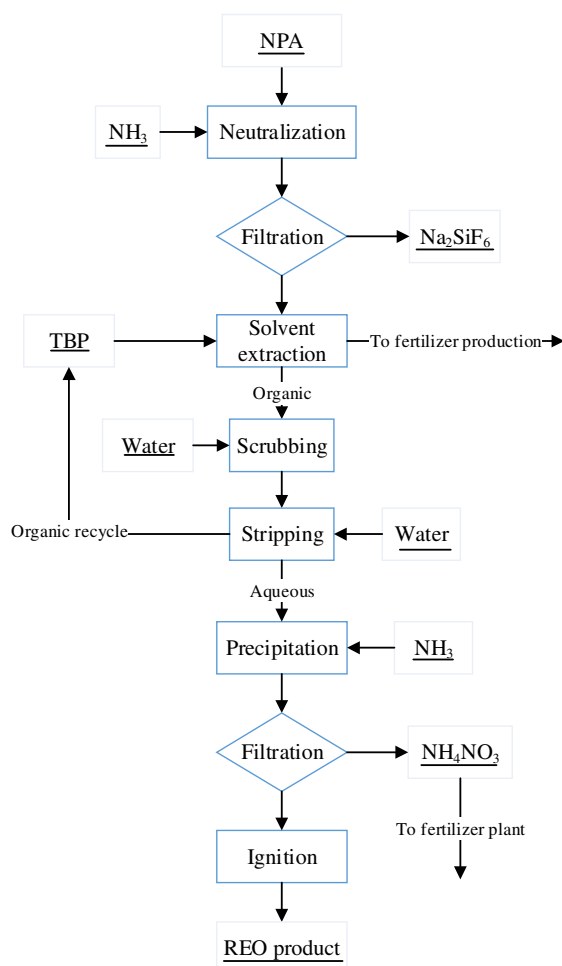 NPA
NH₃
Neutralization
Filtration
Na₂SiF₆
TBP
Solvent
extraction
To fertilizer production
Organic
Water
Scrubbing
Organic recycle
Stripping
Water
Aqueous
Precipitation
NH₃
Filtration
NH₄NO₃
To fertilizer plant
Ignition
REO product